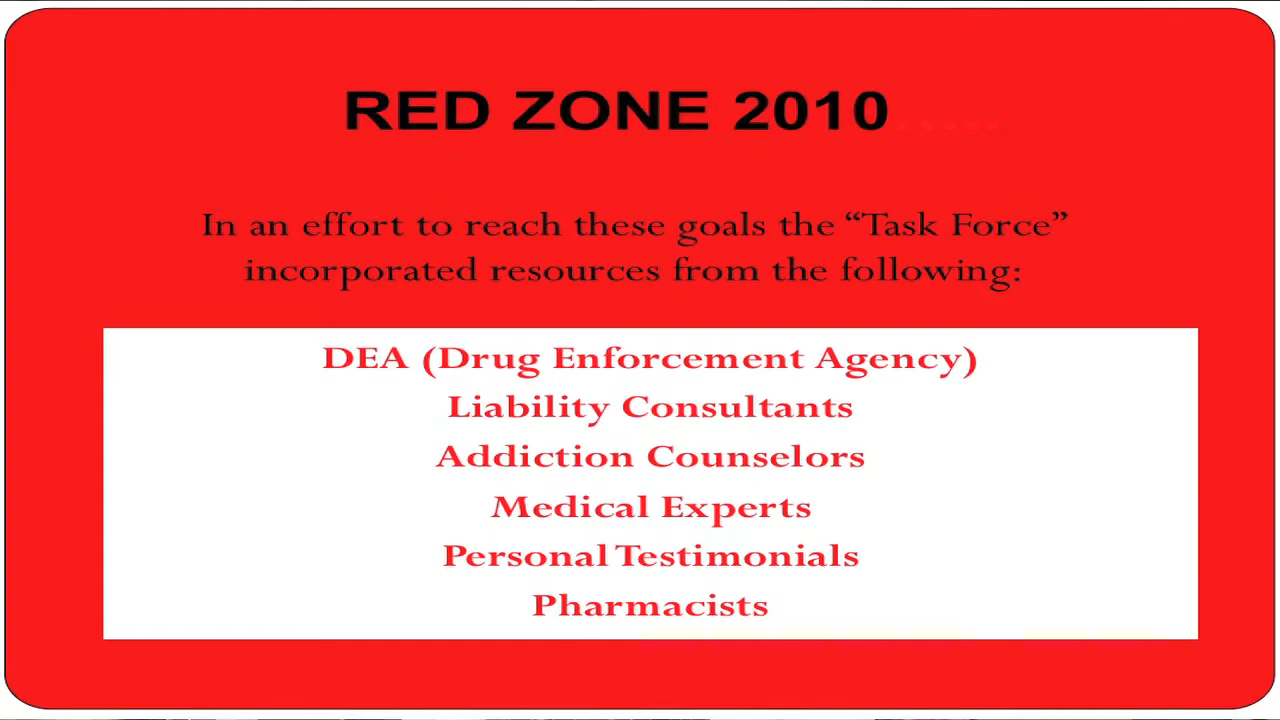 RED ZONE 2010.....
In an effort to reach these goals the “Task Force”
incorporated resources from the following:
DEA (Drug Enforcement Agency)
Liability Consultants
Addiction Counselors
Medical Experts
Personal Testimonials
Pharmacists